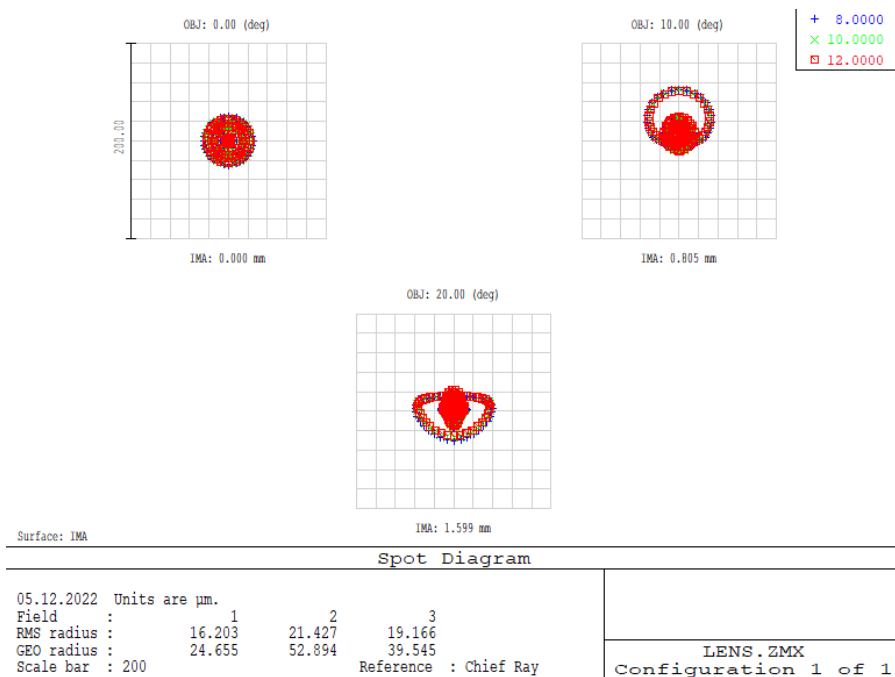 OBJ: 0.00 (deg)
OBJ: 10.00 (deg)
+ 8.0000
× 10.0000
12.0000
200.00
IMA: 0.000 mm
IMA: 0.805 mm
OBJ: 20.00 (deg)
IMA: 1.599 mm
Surface: IMA
Spot Diagram
05.12.2022 Units are µm.
Field : 1 2 3
RMS radius : 16.203 21.427 19.166
GEO radius : 24.655 52.894 39.545
Scale bar : 200 Reference : Chief Ray
LENS.ZMX
Configuration 1 of 1